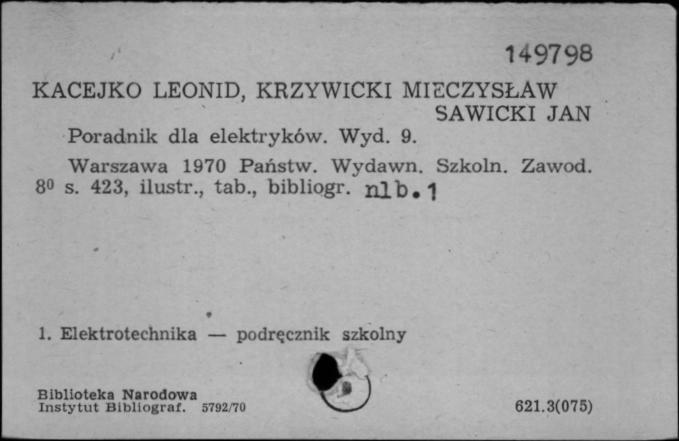 149798
KACEJKO LEONID, KRZYWICKI MIECZYSŁAW
SAWICKI JAN
Poradnik dla elektryków. Wyd. 9.
Warszawa 1970 Państw. Wydawn. Szkoln. Zawod.
8⁰ s. 423, ilustr., tab., bibliogr. nlb.1
1. Elektrotechnika — podręcznik szkolny
Biblioteka Narodowa
Instytut Bibliograf. 5792/70
621.3(075)